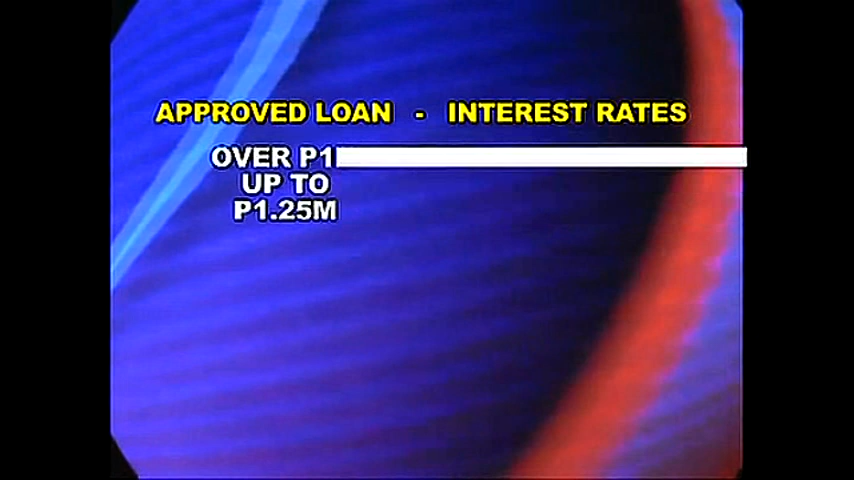 APPROVED LOAN - INTEREST RATES
OVER P1
UP TO
P1.25M